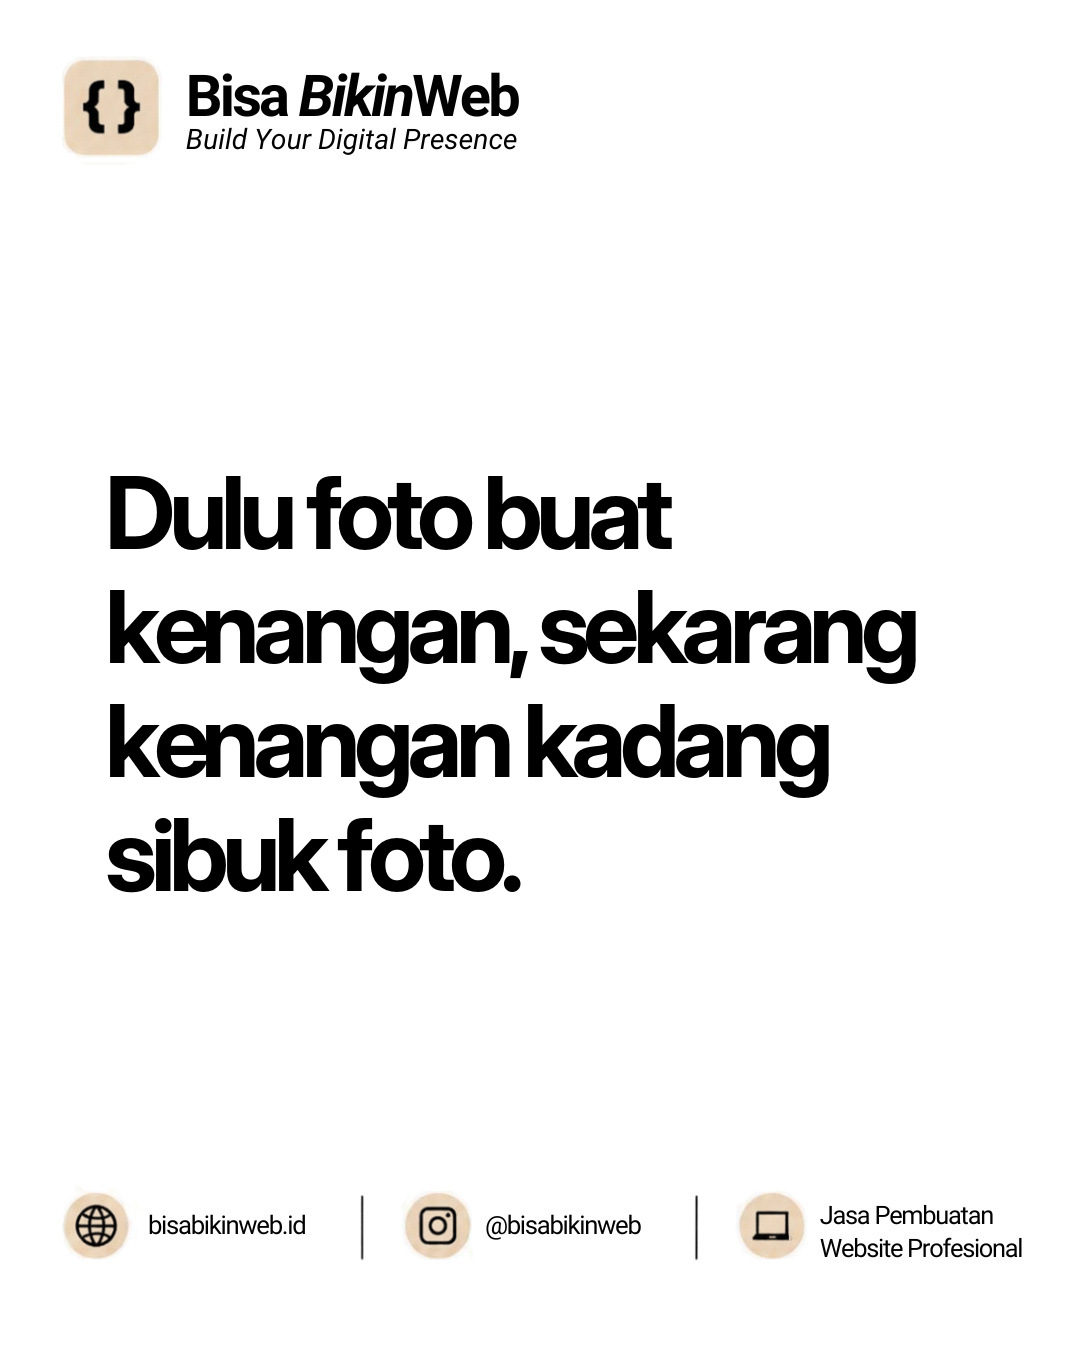 { }
Bisa BikinWeb
Build Your Digital Presence
Dulu foto buat
kenangan, sekarang
kenangan kadang
sibuk foto.
bisabikinweb.id
@bisabikinweb
Jasa Pembuatan
Website Profesional